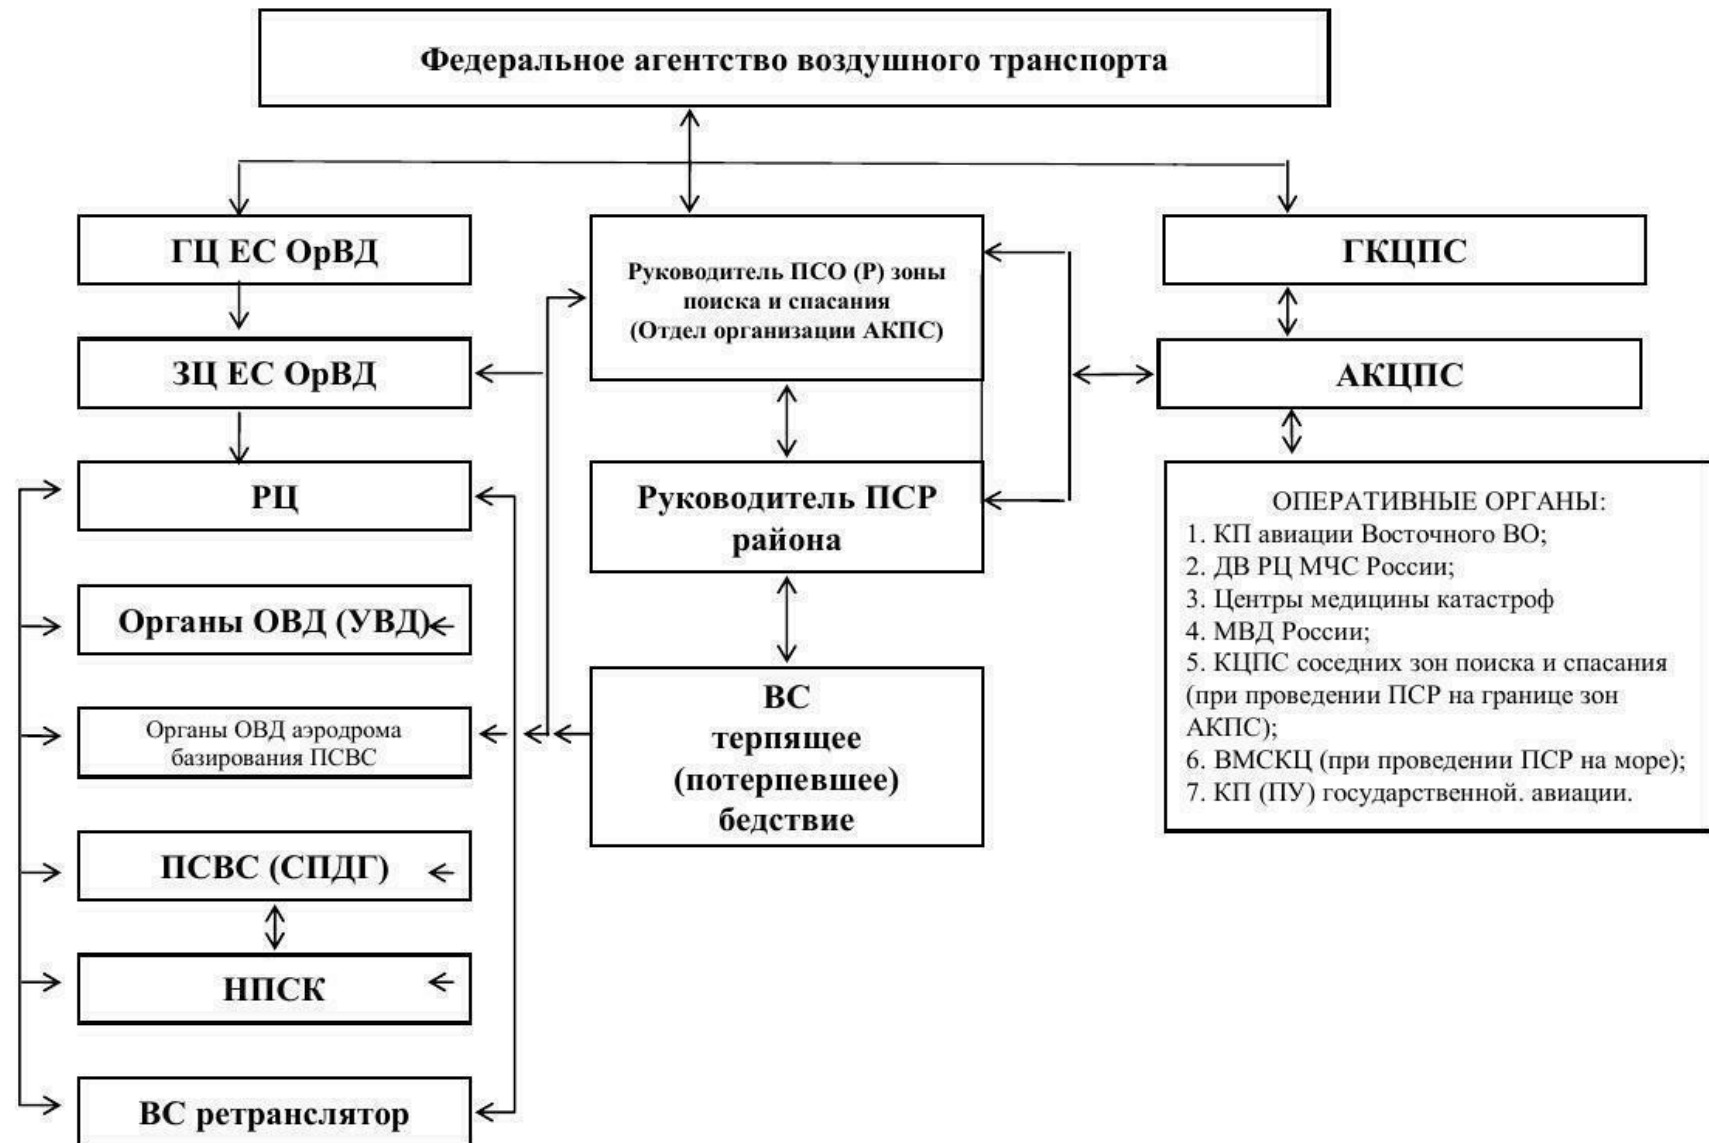 Федеральное агентство воздушного транспорта
ГЦ ЕС ОрВД
ЗЦ ЕС ОрВД
РЦ
Органы ОВД (УВД)
Органы ОВД аэродрома
базирования ПСВС
ПСВС (СПДГ)
НПСК
ВС ретранслятор
Руководитель ПСО (Р) зоны
поиска и спасания
(Отдел организации АКПС)
Руководитель ПСР
района
ВС
терпящее
(потерпевшее)
бедствие
ГКЦПС
АКЦПС
ОПЕРАТИВНЫЕ ОРГАНЫ:
1. КП авиации Восточного ВО;
2. ДВ РЦ МЧС России;
3. Центры медицины катастроф
4. МВД России;
5. КЦПС соседних зон поиска и спасания
(при проведении ПСР на границе зон
АКПС);
6. ВМСКЦ (при проведении ПСР на море);
7. КП (ПУ) государственной. авиации.